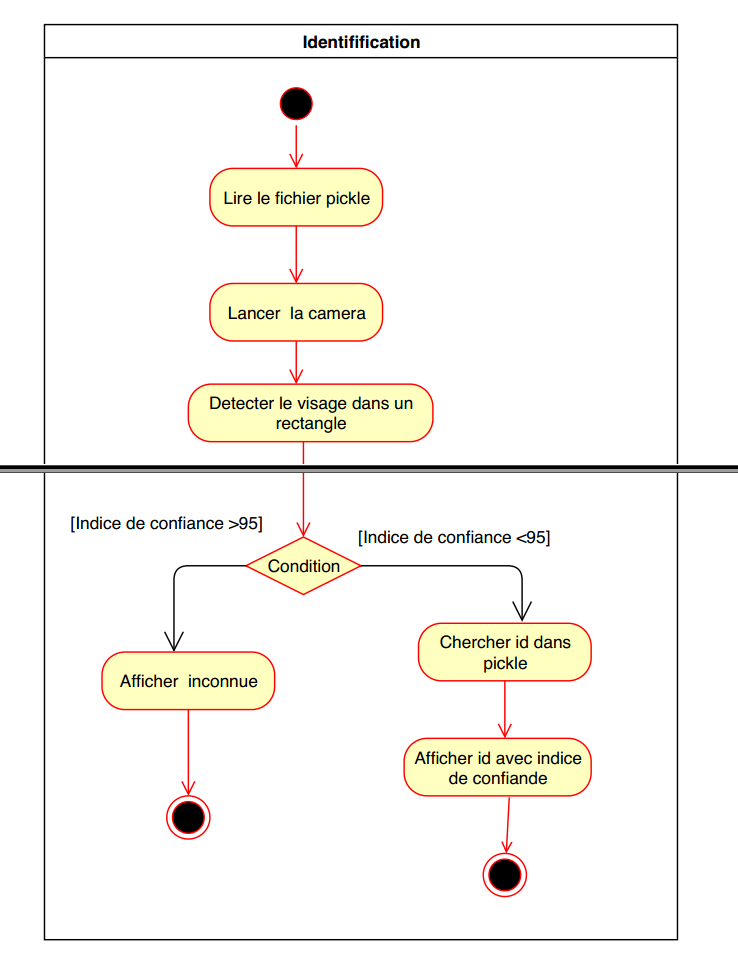 Identifification
Lire le fichier pickle
Lancer  la camera
Detecter le visage dans un
rectangle
[Indice de confiance >95]
[Indice de confiance <95]
Condition
Chercher id dans
pickle
Afficher  inconnue
Afficher id avec indice
de confiande